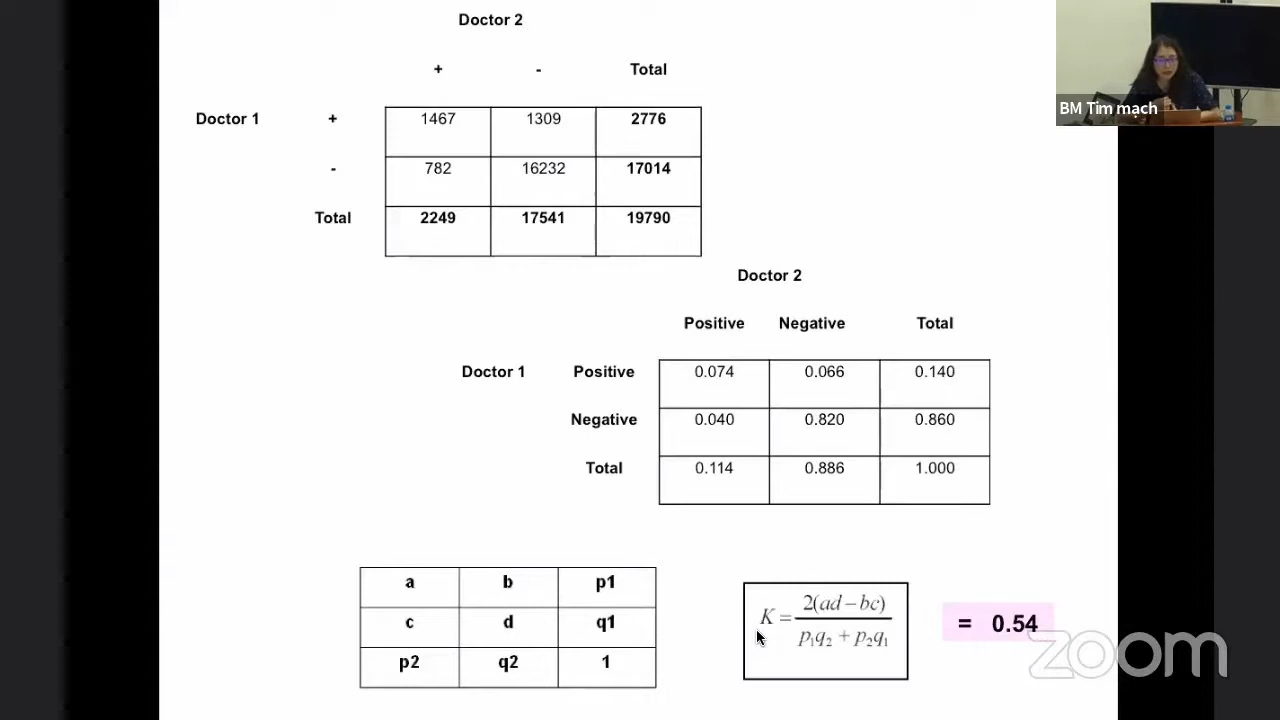 Doctor 2
+ - Total
Doctor 1 + 1467 1309 2776
- 782 16232 17014
Total 2249 17541 19790
BM Tim mạch
Doctor 2
Positive Negative Total
Doctor 1 Positive 0.074 0.066 0.140
Negative 0.040 0.820 0.860
Total 0.114 0.886 1.000
a b p1
c d q1
p2 q2 1
K = 2(ad – bc) / p₁q₂ + p₂q₁
= 0.54
zoom